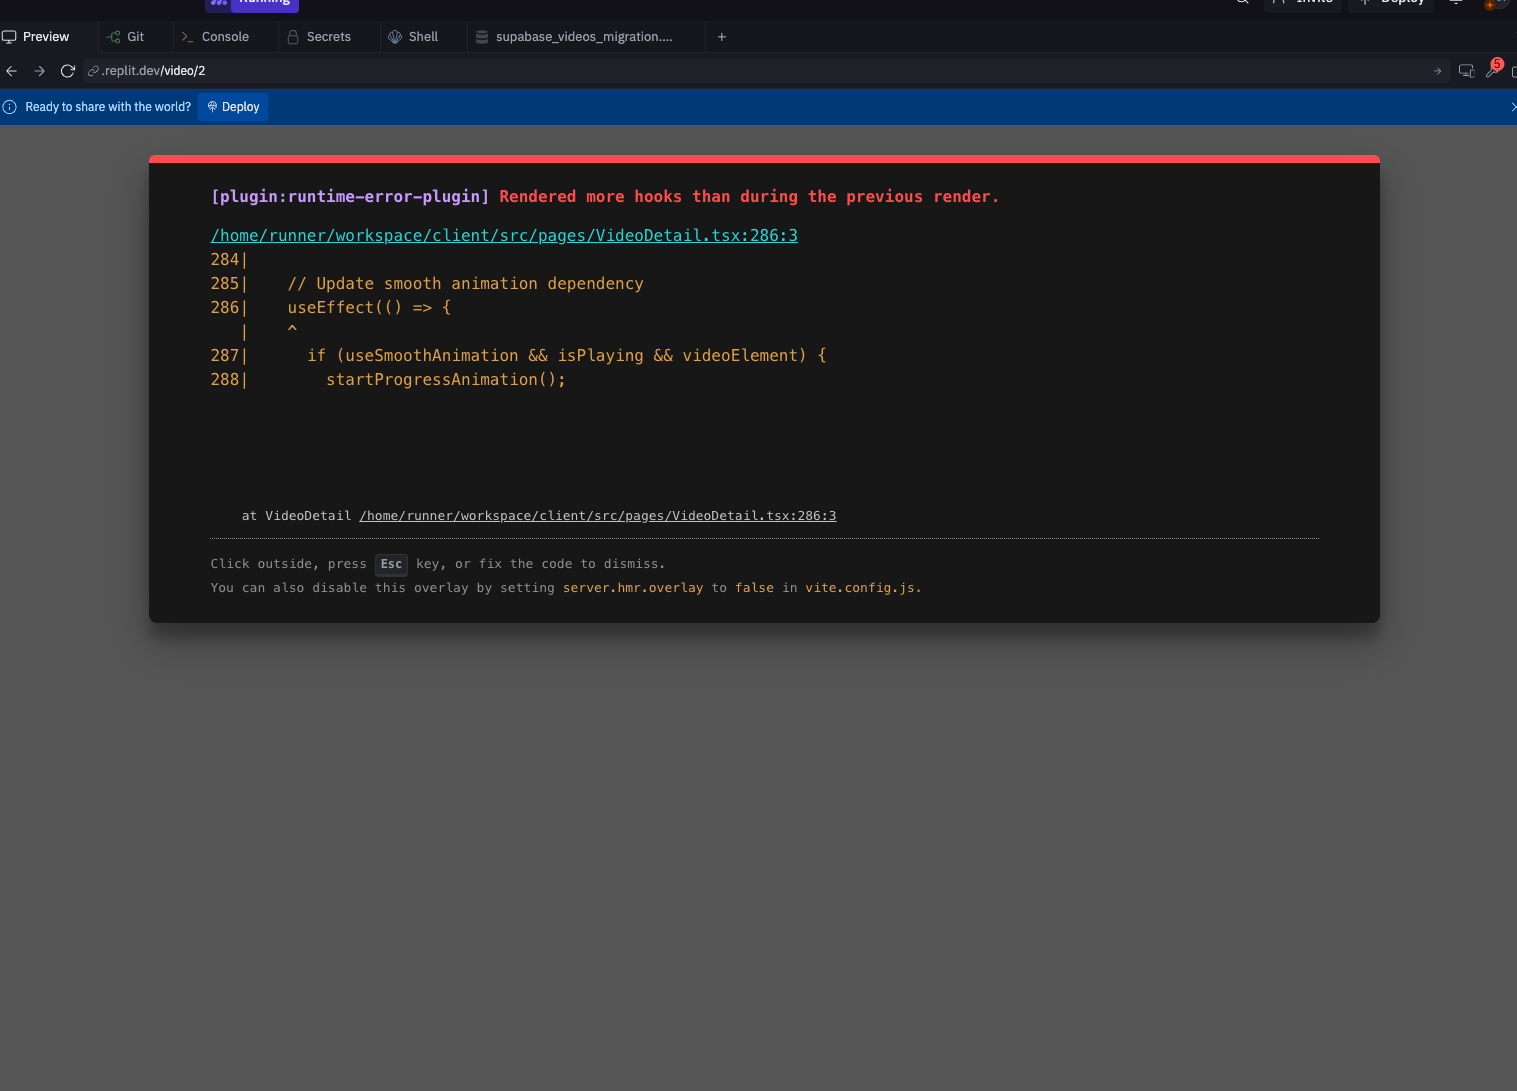 Running
Invite
Deploy
Preview
Git
Console
Secrets
Shell
supabase_videos_migration....
+
.replit.dev/video/2
5
Ready to share with the world?
Deploy
[plugin:runtime-error-plugin] Rendered more hooks than during the previous render.
/home/runner/workspace/client/src/pages/VideoDetail.tsx:286:3
284|
285|    // Update smooth animation dependency
286|    useEffect(() => {
   |    ^
287|      if (useSmoothAnimation && isPlaying && videoElement) {
288|        startProgressAnimation();
at VideoDetail /home/runner/workspace/client/src/pages/VideoDetail.tsx:286:3
Click outside, press Esc key, or fix the code to dismiss.
You can also disable this overlay by setting server.hmr.overlay to false in vite.config.js.